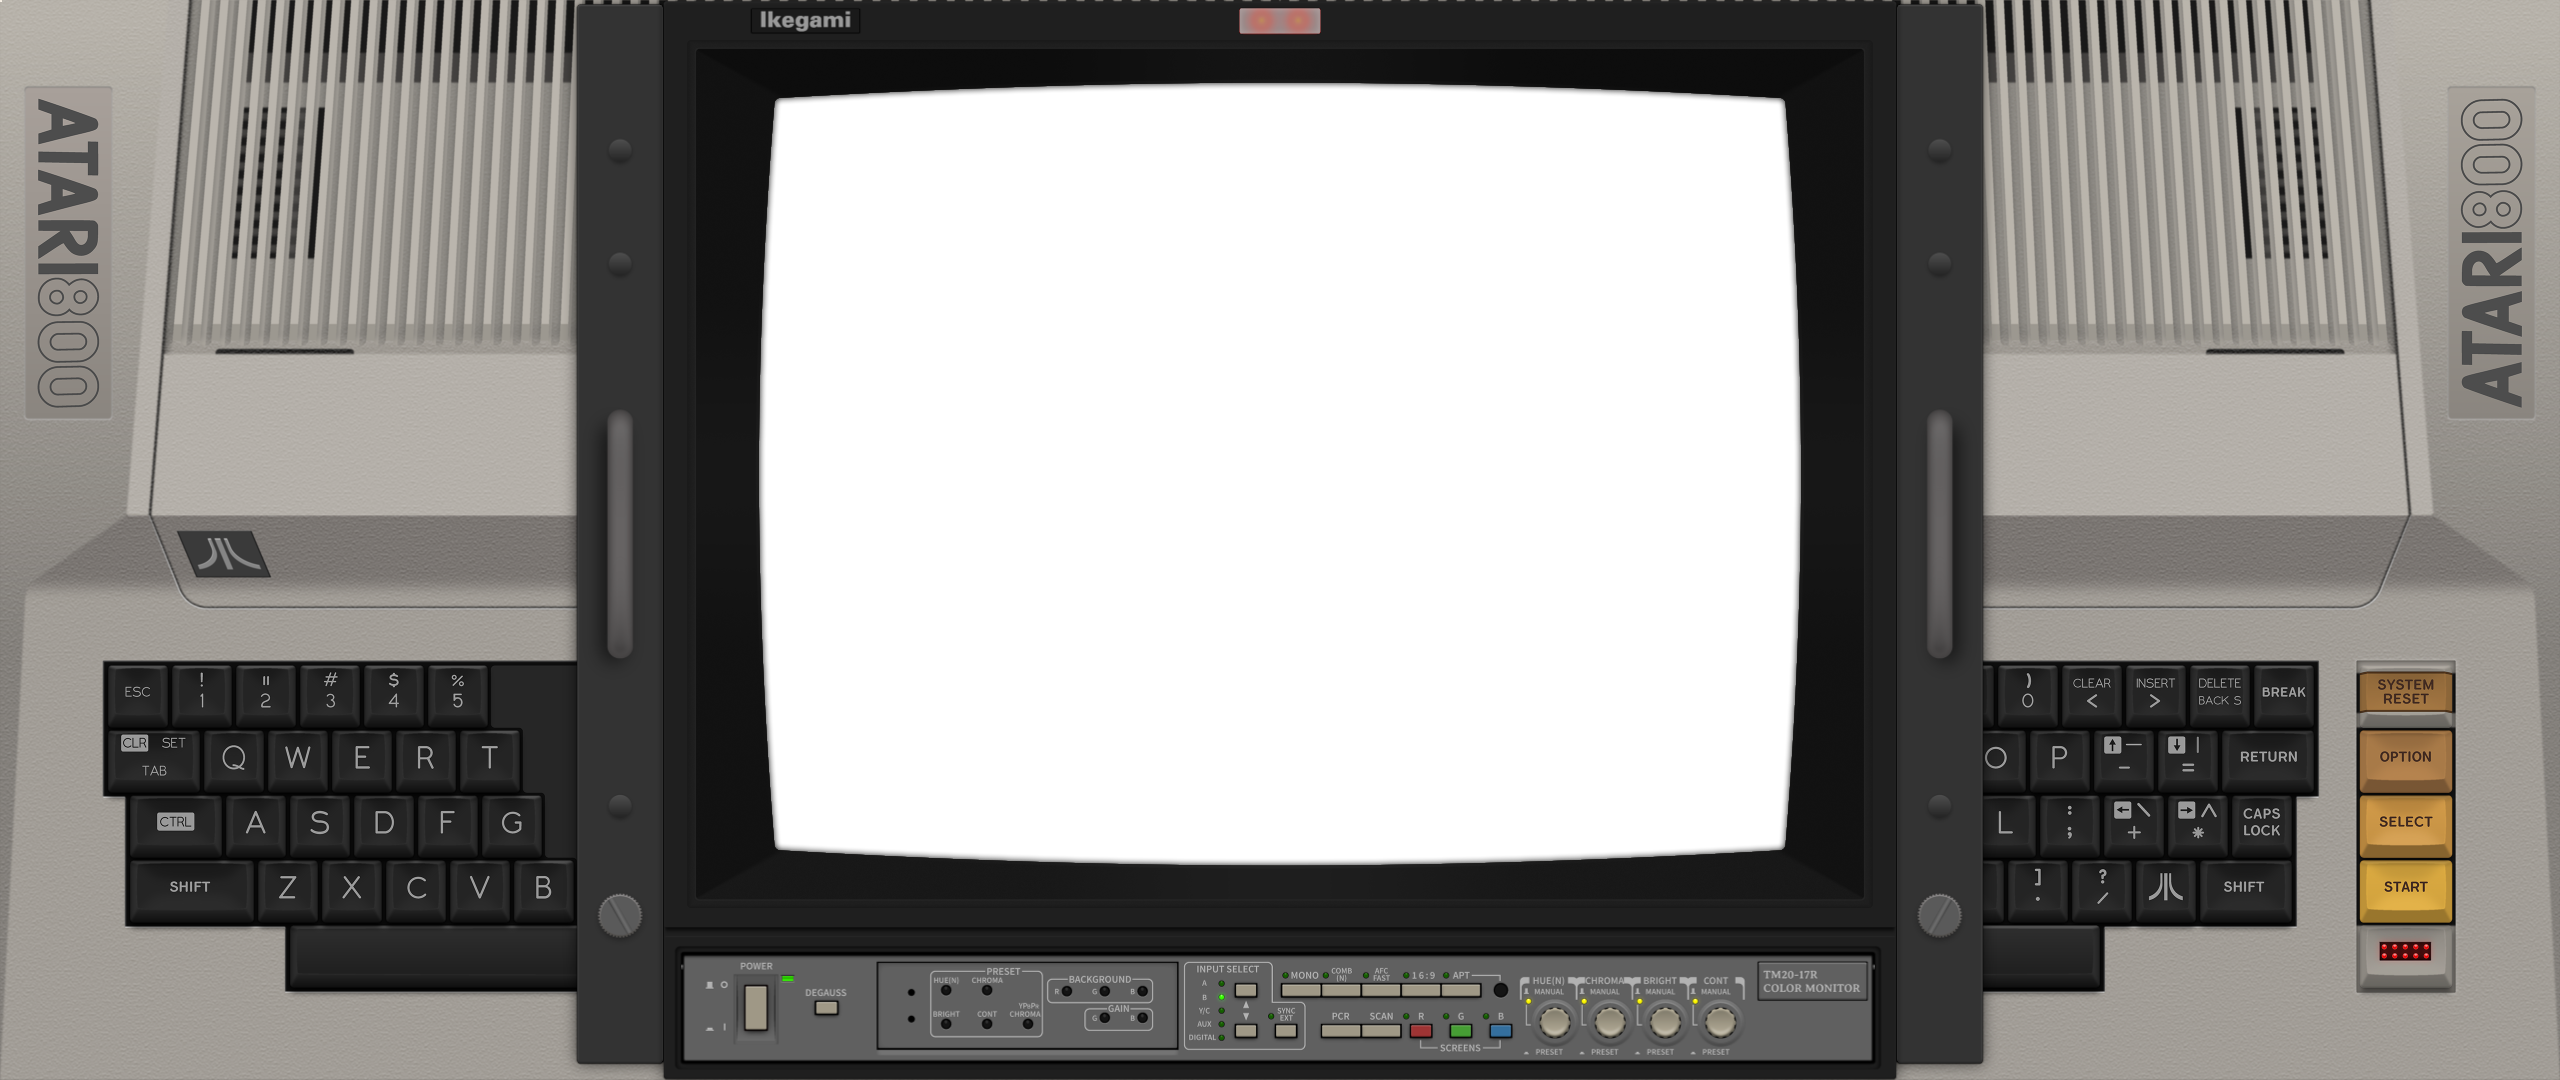 Ikegami
ATARI800
ATARI800
ESC
! 1
" 2
# 3
$ 4
% 5
CLR SET TAB
Q
W
E
R
T
CTRL
A
S
D
F
G
SHIFT
Z
X
C
V
B
) 0
CLEAR <
INSERT >
DELETE BACK S
BREAK
O
P
↑ — -
↓ | =
RETURN
L
: ;
← \ +
→ ^ *
CAPS LOCK
] .
? /
SHIFT
SYSTEM RESET
OPTION
SELECT
START
POWER
DEGAUSS
PRESET
HUE(N) CHROMA
BRIGHT CONT YPbPr CHROMA
BACKGROUND
R G B
GAIN
G B
INPUT SELECT
A
B
Y/C
AUX
DIGITAL
SYNC EXT
MONO
COMB (N)
AFC FAST
16:9
APT
PCR SCAN R G B
SCREENS
HUE(N) CHROMA BRIGHT CONT
MANUAL MANUAL MANUAL MANUAL
PRESET PRESET PRESET PRESET
TM20-17R
COLOR MONITOR